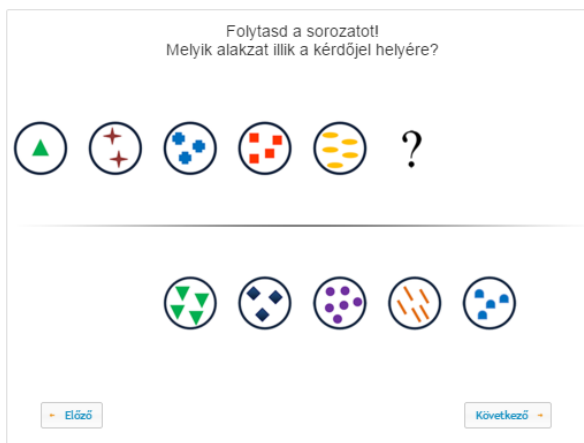 Folytasd a sorozatot!
Melyik alakzat illik a kérdőjel helyére?
?
Előző
Következő